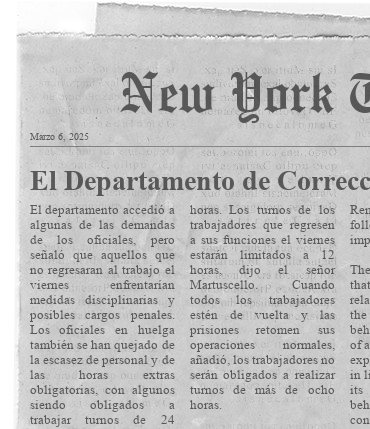 New York
Marzo 6, 2025
El Departamento de Correcc
El departamento accedió a
algunas de las demandas
de los oficiales, pero
señaló que aquellos que
no regresaran al trabajo el
viernes enfrentarían
medidas disciplinarias y
posibles cargos penales.
Los oficiales en huelga
también se han quejado de
la escasez de personal y de
las horas extras
obligatorias, con algunos
siendo obligados a
trabajar turnos de 24
horas. Los turnos de los
trabajadores que regresen
a sus funciones el viernes
estarán limitados a 12
horas, dijo el señor
Martuscello. Cuando
todos los trabajadores
estén de vuelta y las
prisiones retomen sus
operaciones normales,
añadió, los trabajadores no
serán obligados a realizar
turnos de más de ocho
horas.
Ren
foll
imp
The
that
rela
the
beh
of a
exp
in li
its
beh
con